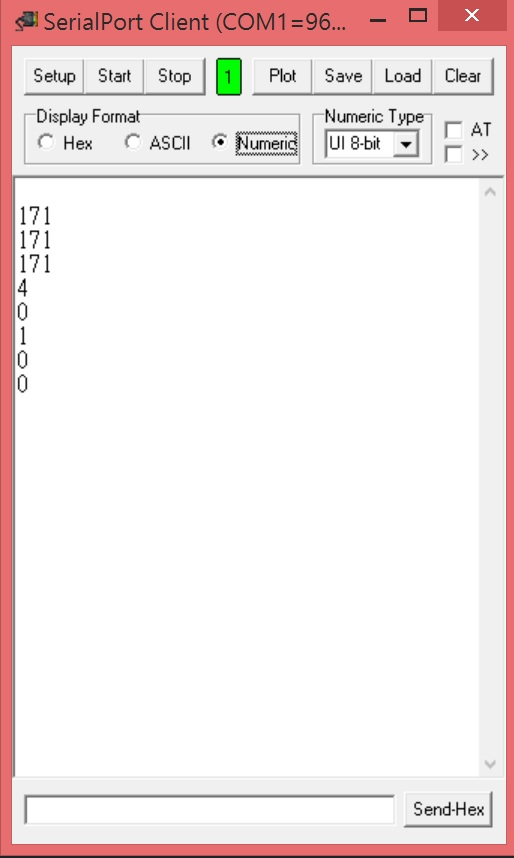 SerialPort Client (COM1=96...
Setup Start Stop 1 Plot Save Load Clear
Display Format
Hex ASCII Numeric
Numeric Type
UI 8-bit
AT
>>
171
171
171
4
0
1
0
0
Send-Hex